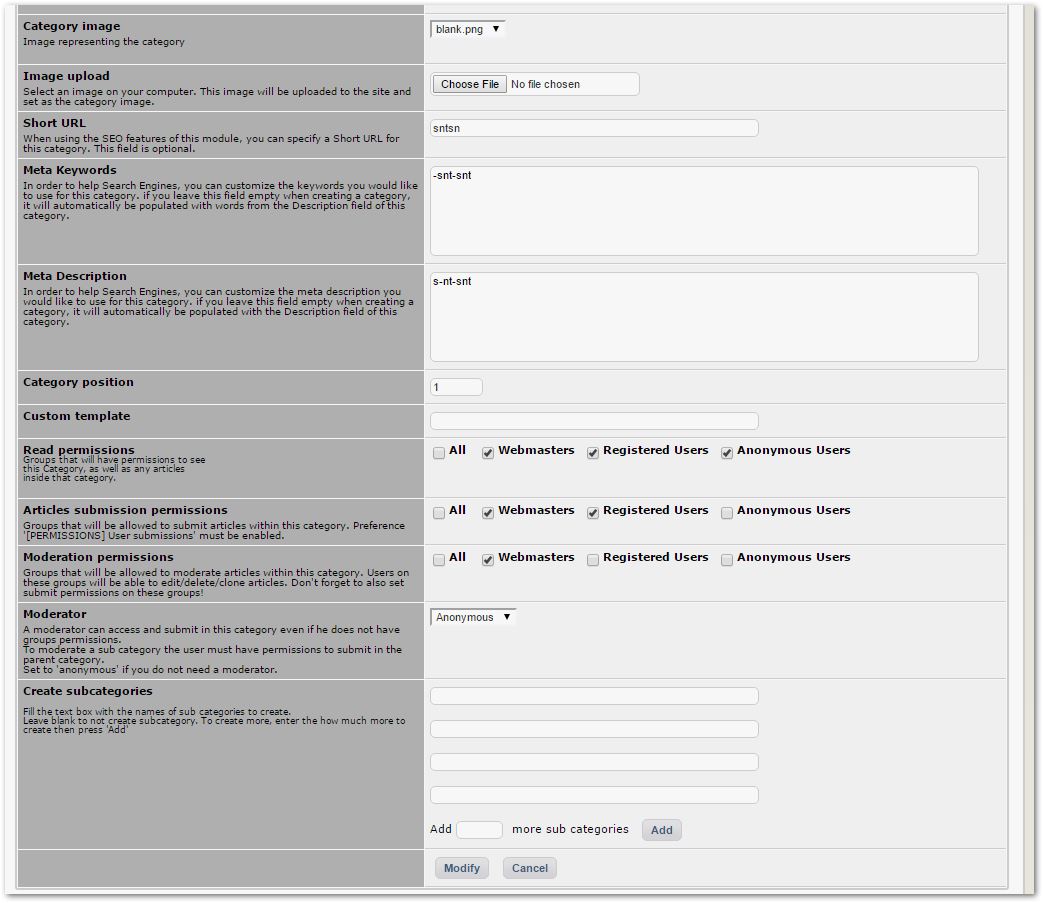 Category image
Image representing the category
blank.png
Image upload
Select an image on your computer. This image will be uploaded to the site and
set as the category image.
Choose File No file chosen
Short URL
When using the SEO features of this module, you can specify a Short URL for
this category. This field is optional.
sntsn
Meta Keywords
In order to help Search Engines, you can customize the keywords you would like
to use for this category. if you leave this field empty when creating a category,
it will automatically be populated with words from the Description field of this
category.
-snt-snt
Meta Description
In order to help Search Engines, you can customize the meta description you
would like to use for this category. if you leave this field empty when creating a
category, it will automatically be populated with the Description field of this
category.
s-nt-snt
Category position
1
Custom template
Read permissions
Groups that will have permissions to see
this Category, as well as any articles
inside that category.
All Webmasters Registered Users Anonymous Users
Articles submission permissions
Groups that will be allowed to submit articles within this category. Preference
'[PERMISSIONS] User submissions' must be enabled.
All Webmasters Registered Users Anonymous Users
Moderation permissions
Groups that will be allowed to moderate articles within this category. Users on
these groups will be able to edit/delete/clone articles. Don't forget to also set
submit permissions on these groups!
All Webmasters Registered Users Anonymous Users
Moderator
A moderator can access and submit in this category even if he does not have
groups permissions.
To moderate a sub category the user must have permissions to submit in the
parent category.
Set to 'anonymous' if you do not need a moderator.
Anonymous
Create subcategories
Fill the text box with the names of sub categories to create.
Leave blank to not create subcategory. To create more, enter the how much more to
create then press 'Add'
Add more sub categories Add
Modify Cancel